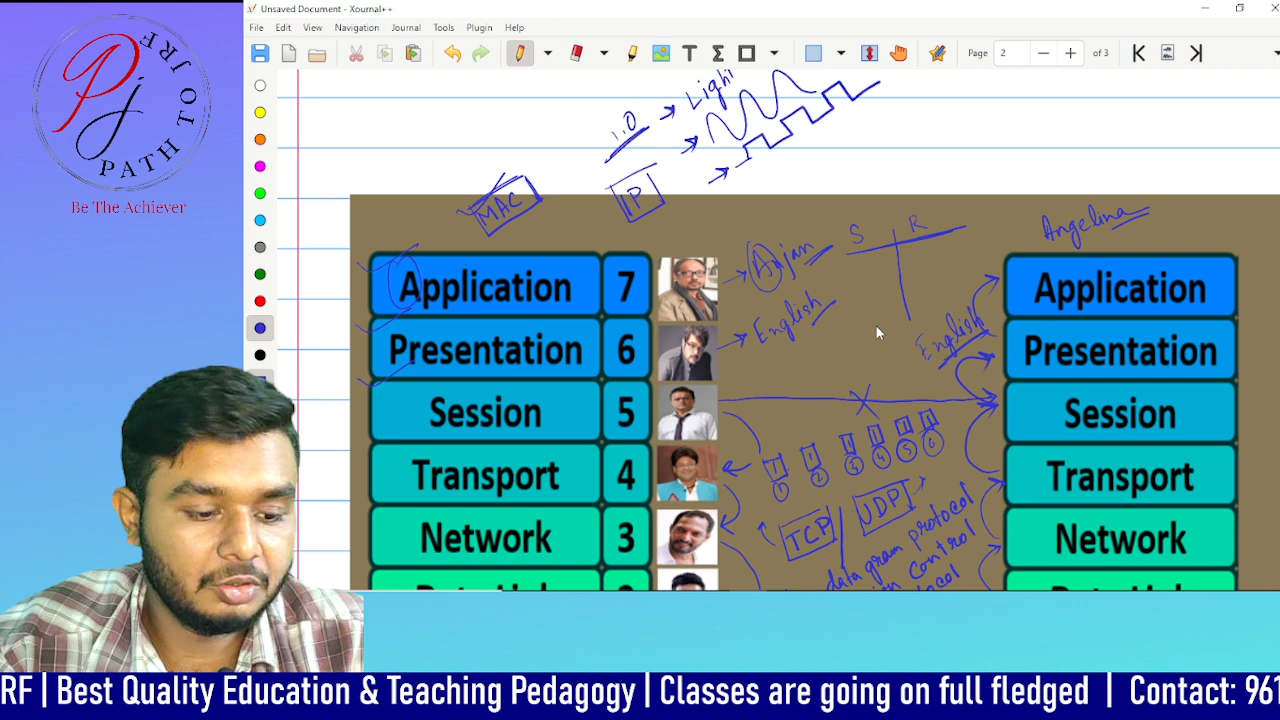 Unsaved Document - Xournal++
File Edit View Navigation Journal Tools Plugin Help
Page 2 of 3
PJ
PATH TO JRF
Be The Achiever
1.0 → Light
MAC
IP
S R
Angelina
Application 7
Anjan
Application
Presentation 6
English
English
Presentation
Session 5
Session
Transport 4
1 2 3 4 5 6
Transport
TCP / UDP
Network 3
data gram protocol
control
Network
RF | Best Quality Education & Teaching Pedagogy | Classes are going on full fledged | Contact: 961